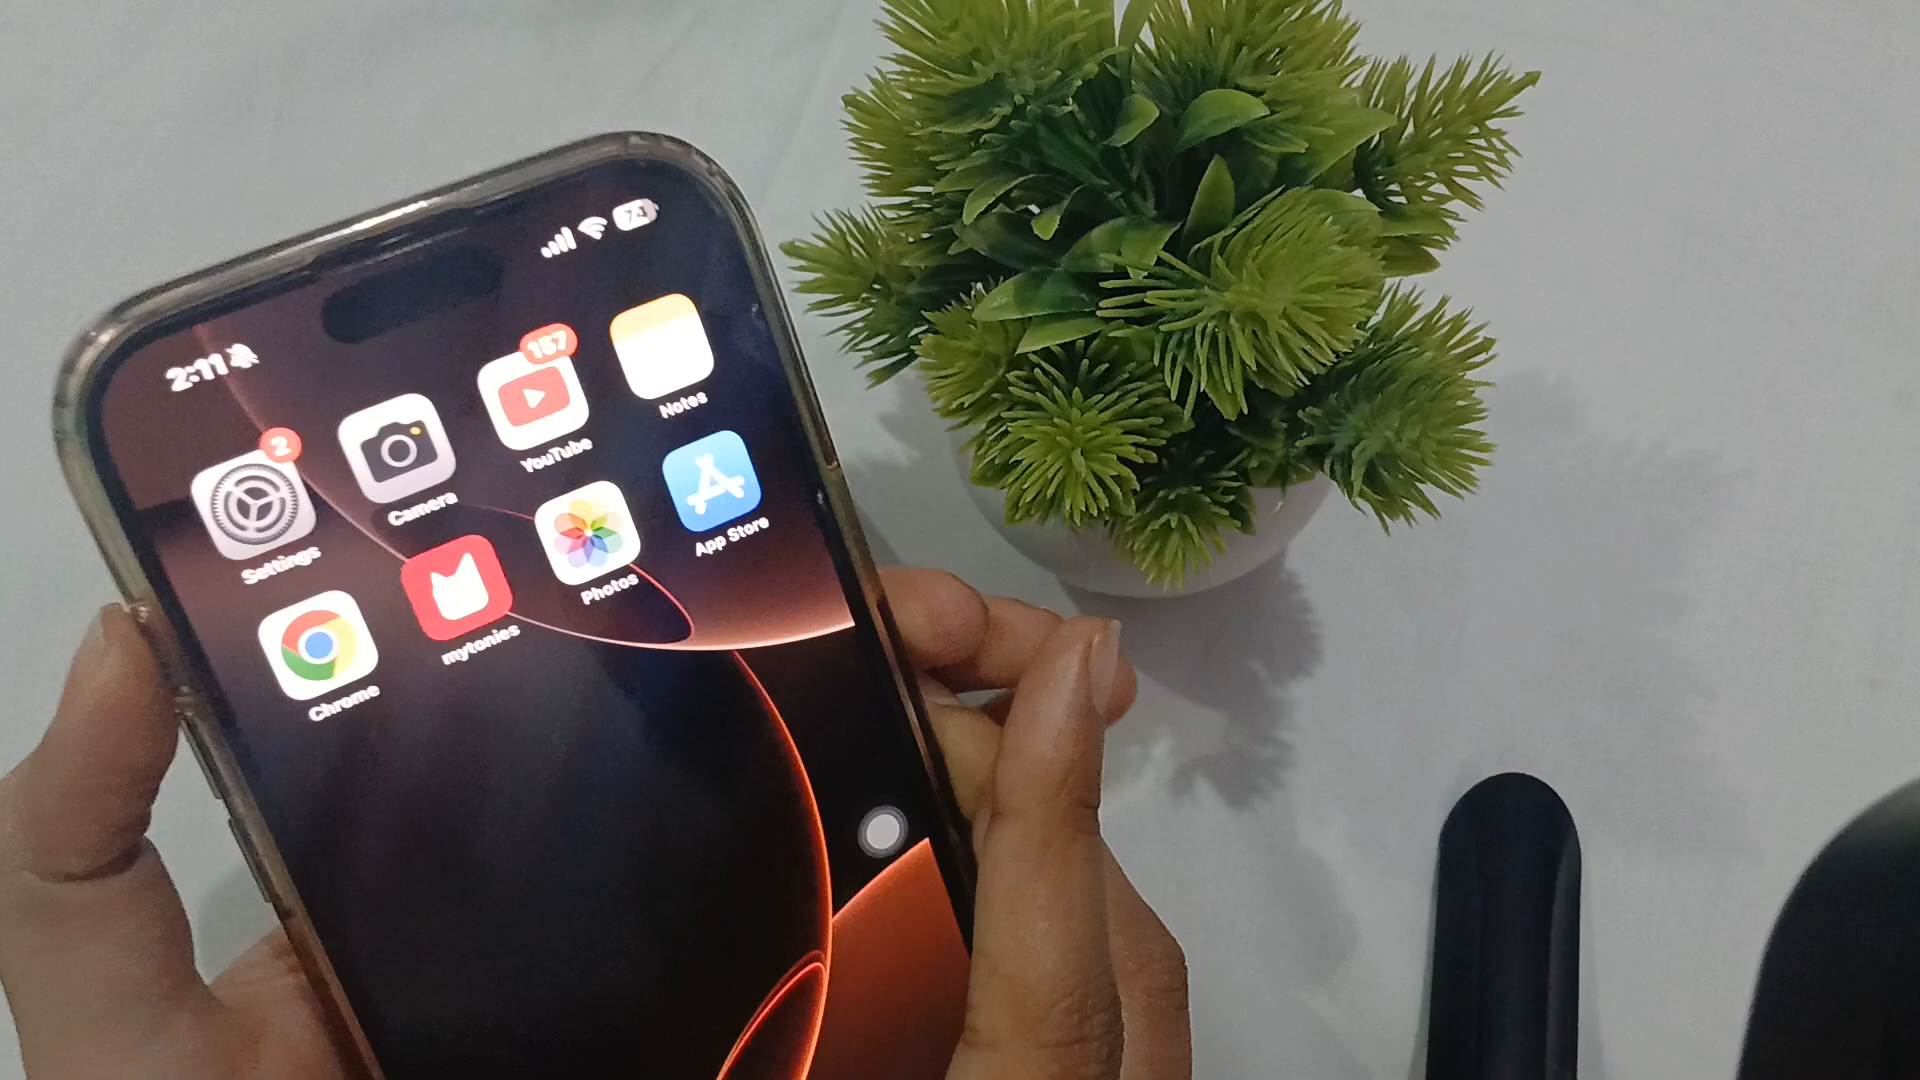 2:11
74
2
157
Settings
Camera
YouTube
Notes
Chrome
mytonies
Photos
App Store